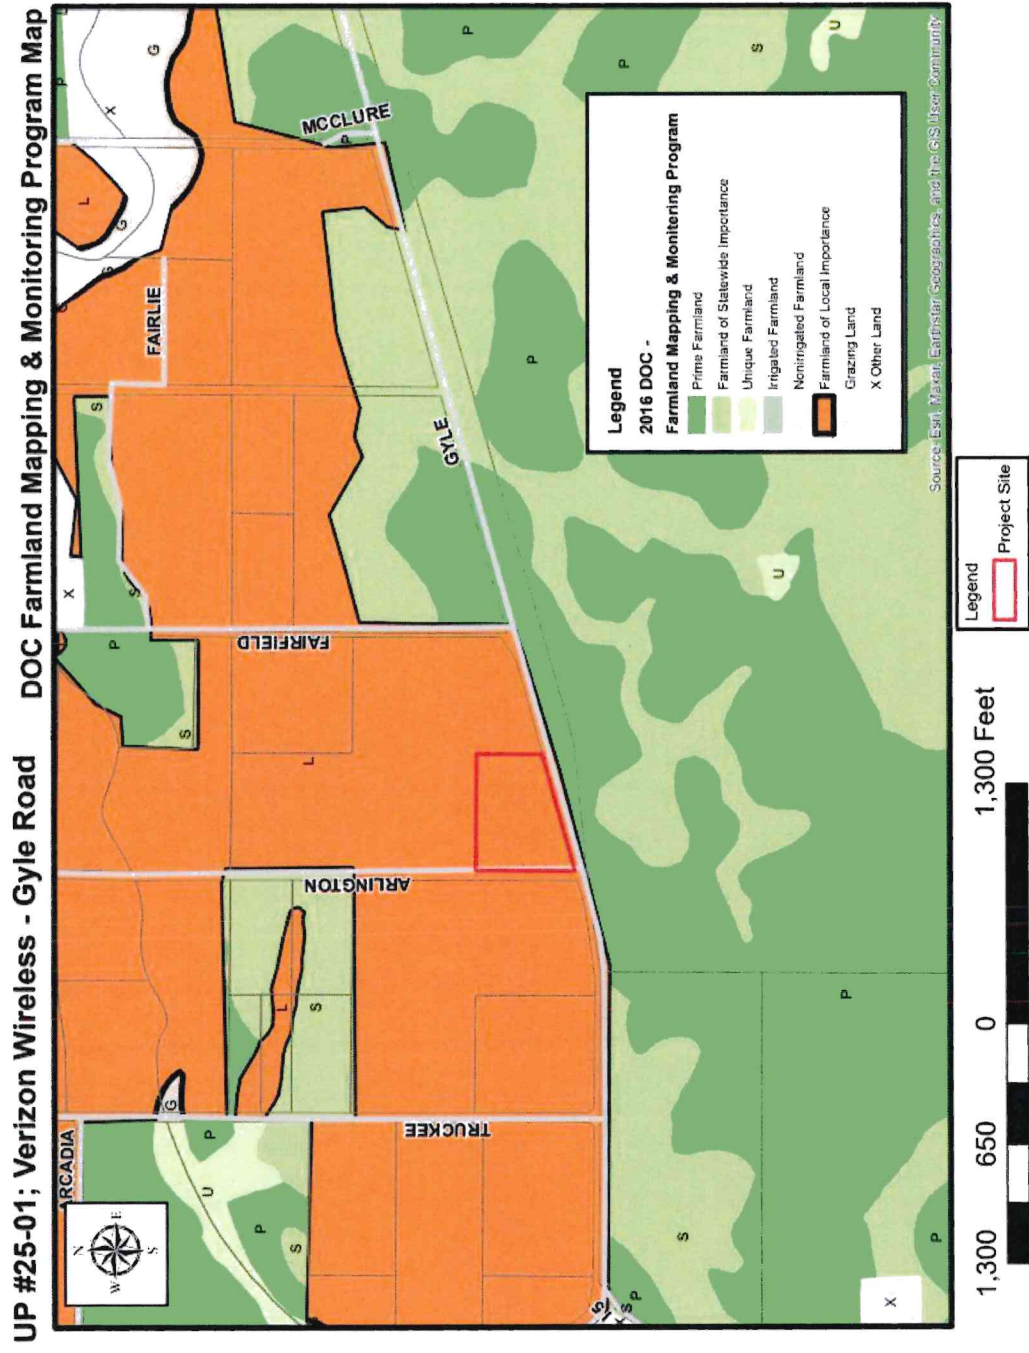 UP #25-01; Verizon Wireless - Gyle Road
DOC Farmland Mapping & Monitoring Program Map
N
W
E
S
ARCADIA
TRUCKEE
ARLINGTON
FAIRFIELD
FAIRLIE
MCCLURE
GYLE
P
U
P
S
G
L
S
L
P
S
X
S
S
G
G
X
G
L
P
P
P
P
S
U
P
U
P
S
P
P
X
Legend
2016 DOC -
Farmland Mapping & Monitering Program
Prime Farmland
Farmland of Statewide Importance
Unique Farmland
Irrigated Farmland
Nonirrigated Farmland
Farmland of Local Importance
Grazing Land
X Other Land
Source: Esri, Maxar, Earthstar Geographics, and the GIS User Community
1,300
650
0
1,300 Feet
Legend
Project Site